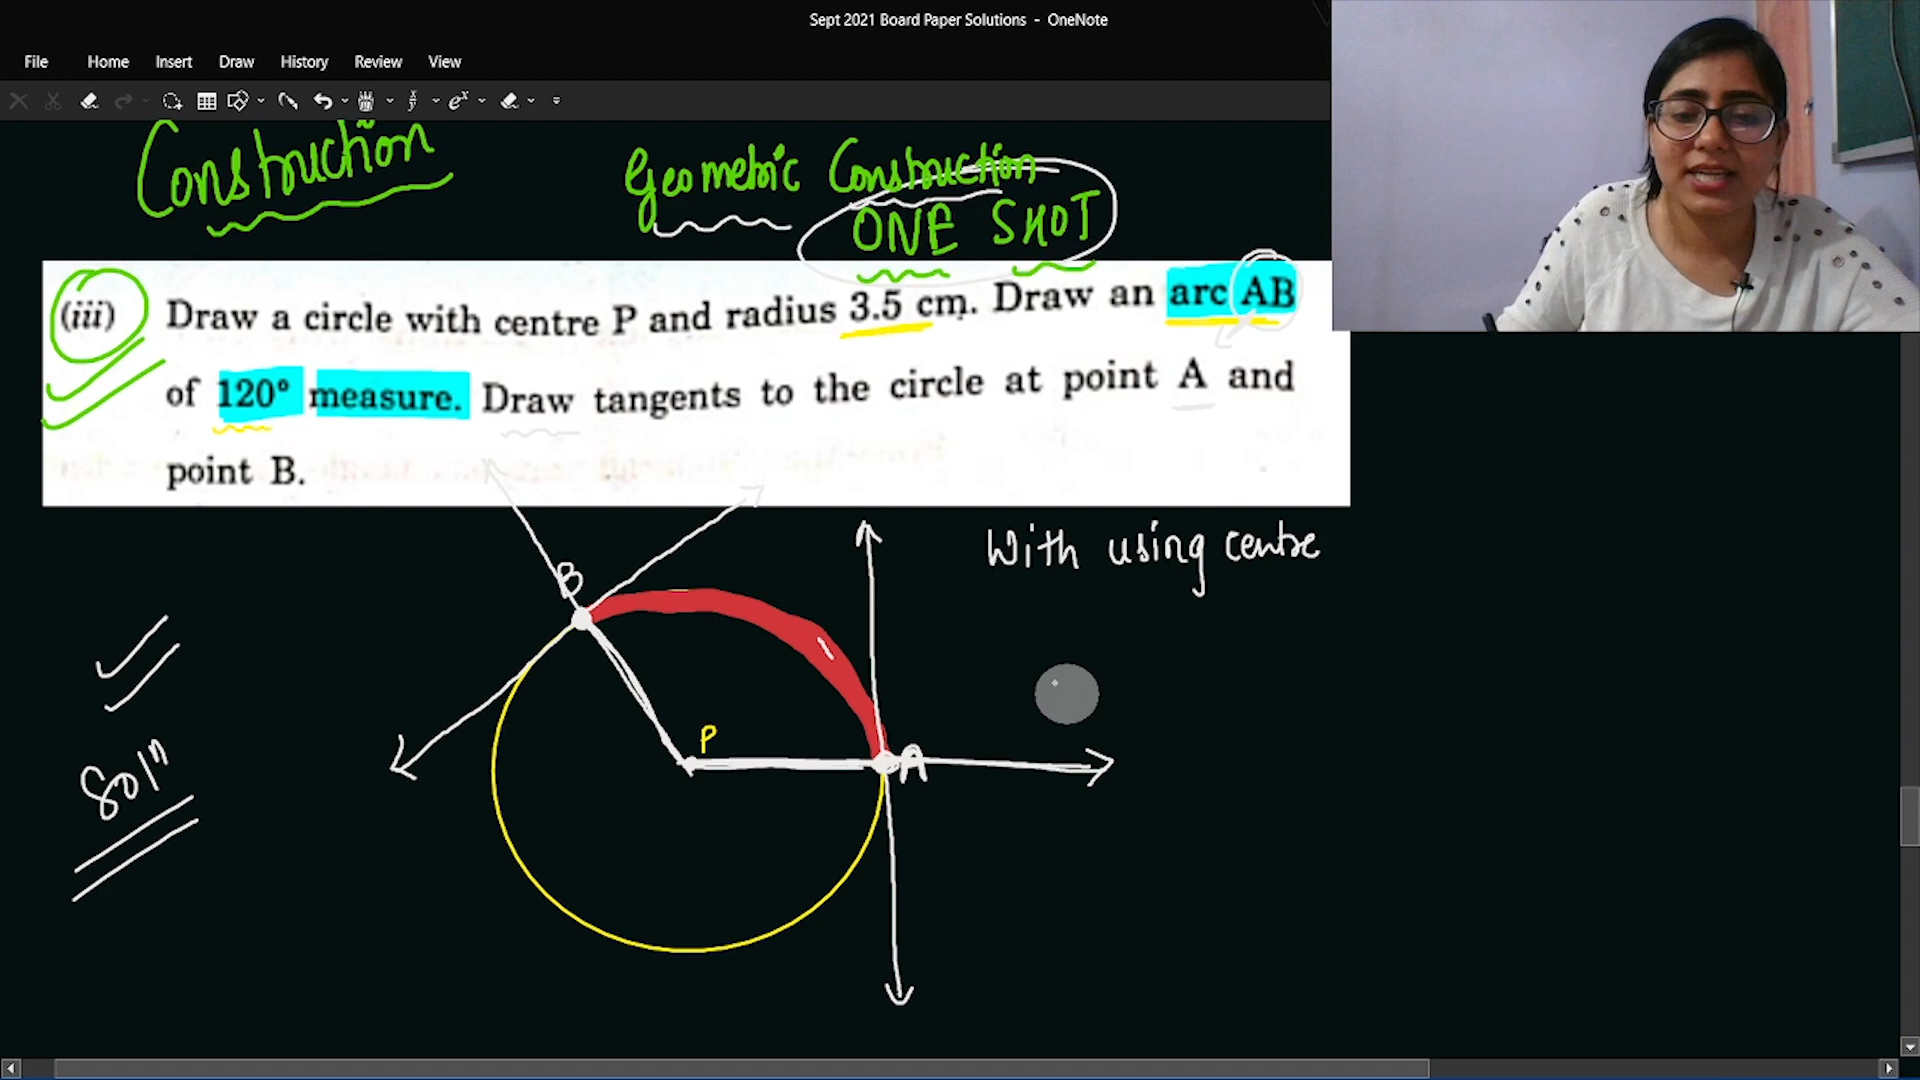 Sept 2021 Board Paper Solutions - OneNote
File Home Insert Draw History Review View
Construction
Geometric Construction
ONE SHOT
(iii) Draw a circle with centre P and radius 3.5 cm. Draw an arc AB
of 120° measure. Draw tangents to the circle at point A and
point B.
With using centre
B
P
A
Solⁿ